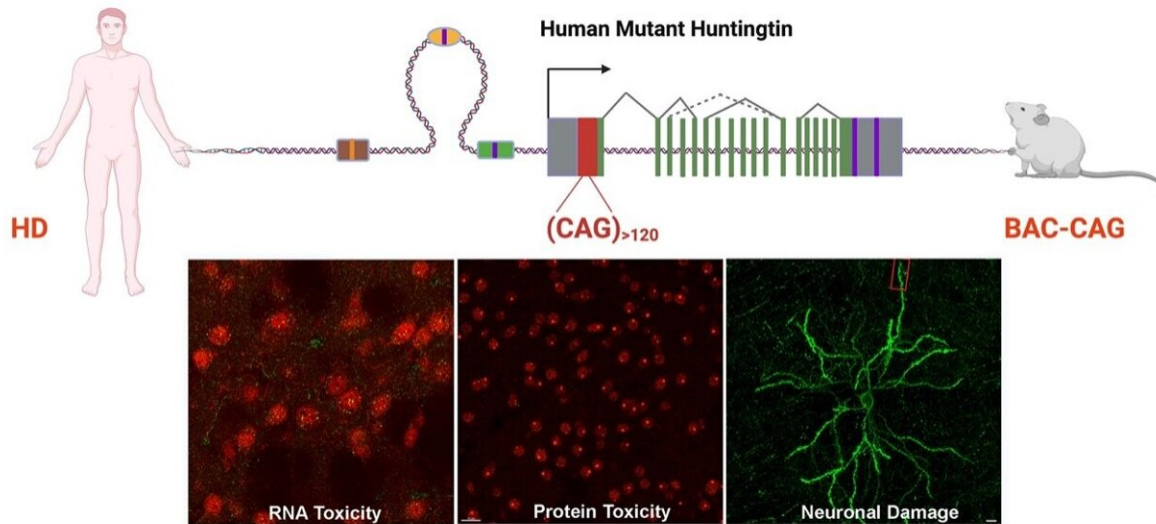 Human Mutant Huntingtin
HD
(CAG)>120
BAC-CAG
RNA Toxicity
Protein Toxicity
Neuronal Damage